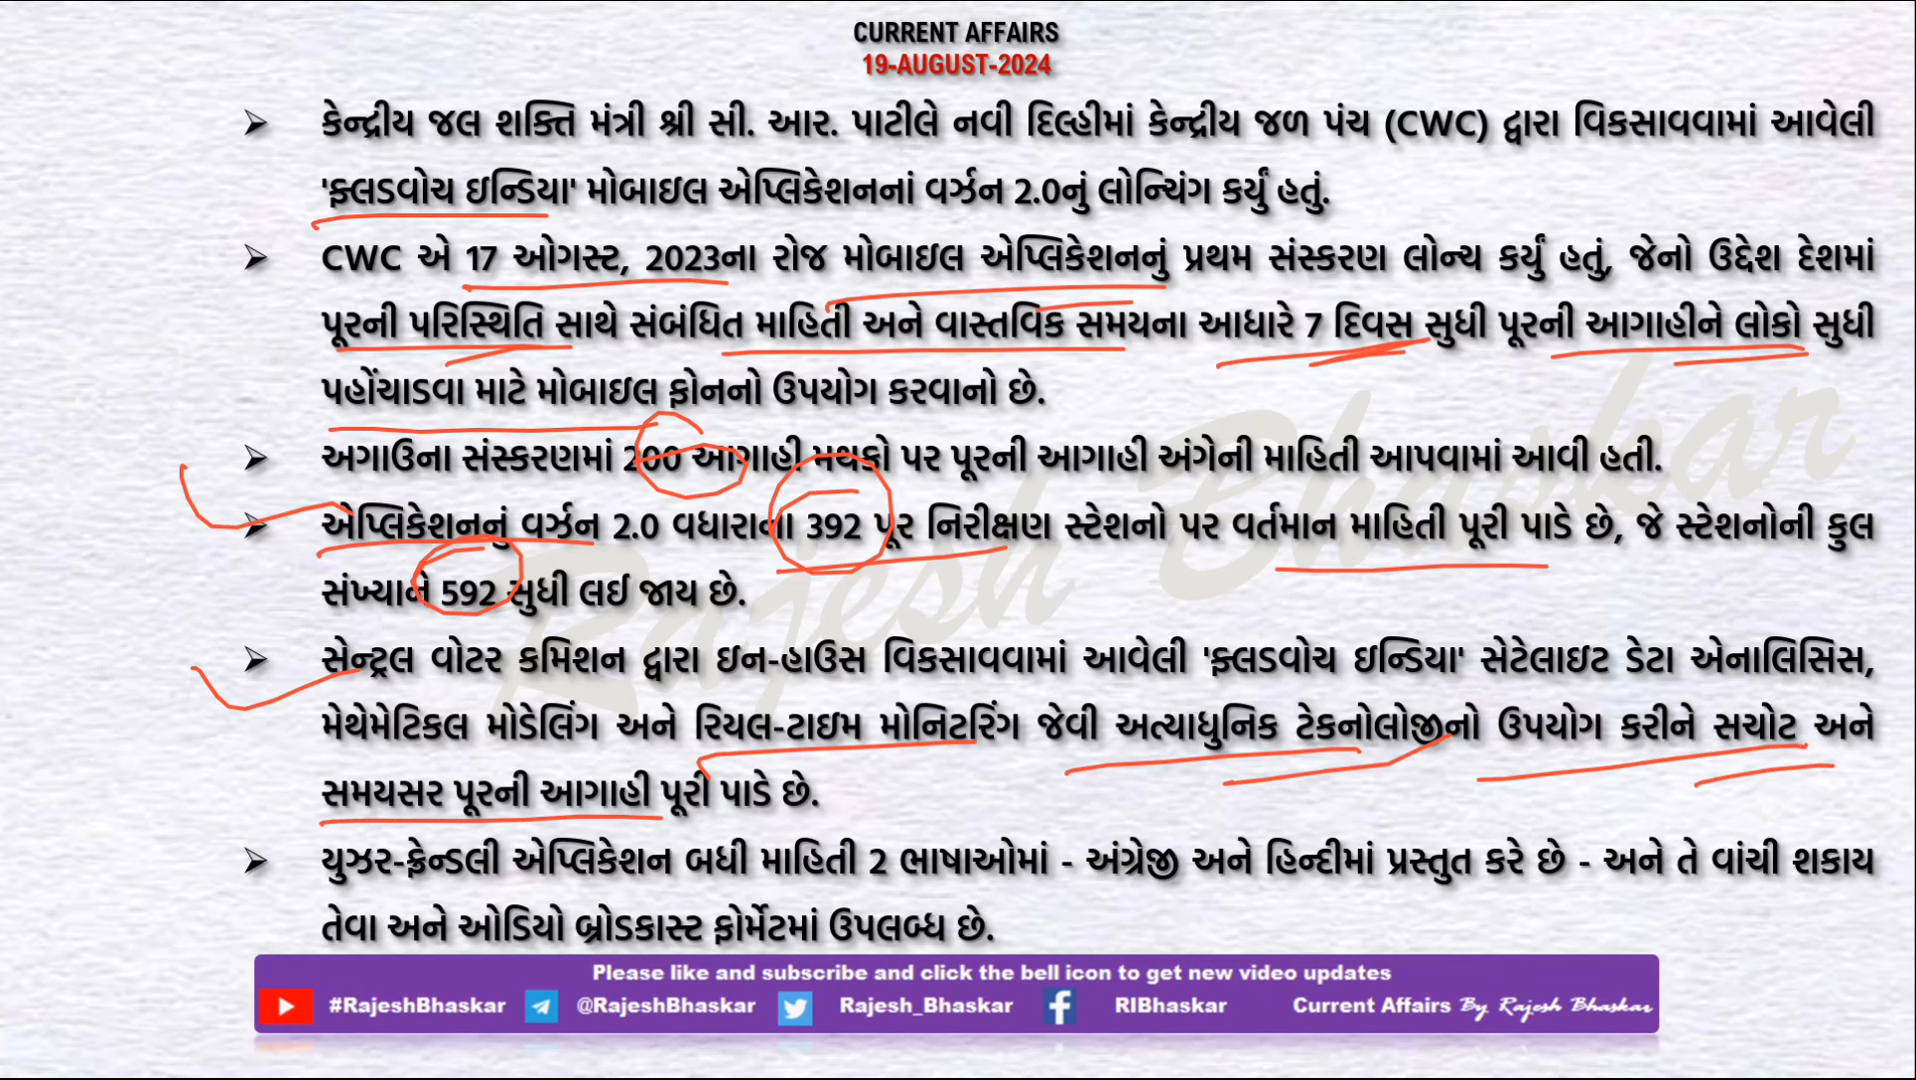 CURRENT AFFAIRS
19-AUGUST-2024
➢ કેન્દ્રીય જલ શક્તિ મંત્રી શ્રી સી. આર. પાટીલે નવી દિલ્હીમાં કેન્દ્રીય જળ પંચ (CWC) દ્વારા વિકસાવવામાં આવેલી
'ફ્લડવોચ ઇન્ડિયા' મોબાઇલ એપ્લિકેશનનાં વર્ઝન 2.0નું લોન્ચિંગ કર્યું હતું.
➢ CWC એ 17 ઓગસ્ટ, 2023ના રોજ મોબાઇલ એપ્લિકેશનનું પ્રથમ સંસ્કરણ લોન્ચ કર્યું હતું, જેનો ઉદ્દેશ દેશમાં
પૂરની પરિસ્થિતિ સાથે સંબંધિત માહિતી અને વાસ્તવિક સમયના આધારે 7 દિવસ સુધી પૂરની આગાહીને લોકો સુધી
પહોંચાડવા માટે મોબાઇલ ફોનનો ઉપયોગ કરવાનો છે.
➢ અગાઉના સંસ્કરણમાં 200 આગાહી મથકો પર પૂરની આગાહી અંગેની માહિતી આપવામાં આવી હતી.
➢ એપ્લિકેશનનું વર્ઝન 2.0 વધારાના 392 પૂર નિરીક્ષણ સ્ટેશનો પર વર્તમાન માહિતી પૂરી પાડે છે, જે સ્ટેશનોની કુલ
સંખ્યાને 592 સુધી લઈ જાય છે.
➢ સેન્ટ્રલ વોટર કમિશન દ્વારા ઇન-હાઉસ વિકસાવવામાં આવેલી 'ફ્લડવોચ ઇન્ડિયા' સેટેલાઇટ ડેટા એનાલિસિસ,
મેથેમેટિકલ મોડેલિંગ અને રિયલ-ટાઇમ મોનિટરિંગ જેવી અત્યાધુનિક ટેકનોલોજીનો ઉપયોગ કરીને સચોટ અને
સમયસર પૂરની આગાહી પૂરી પાડે છે.
➢ યુઝર-ફ્રેન્ડલી એપ્લિકેશન બધી માહિતી 2 ભાષાઓમાં - અંગ્રેજી અને હિન્દીમાં પ્રસ્તુત કરે છે - અને તે વાંચી શકાય
તેવા અને ઓડિયો બ્રોડકાસ્ટ ફોર્મેટમાં ઉપલબ્ધ છે.
Rajesh Bhaskar
Please like and subscribe and click the bell icon to get new video updates
#RajeshBhaskar @RajeshBhaskar Rajesh_Bhaskar RIBhaskar Current Affairs By Rajesh Bhaskar